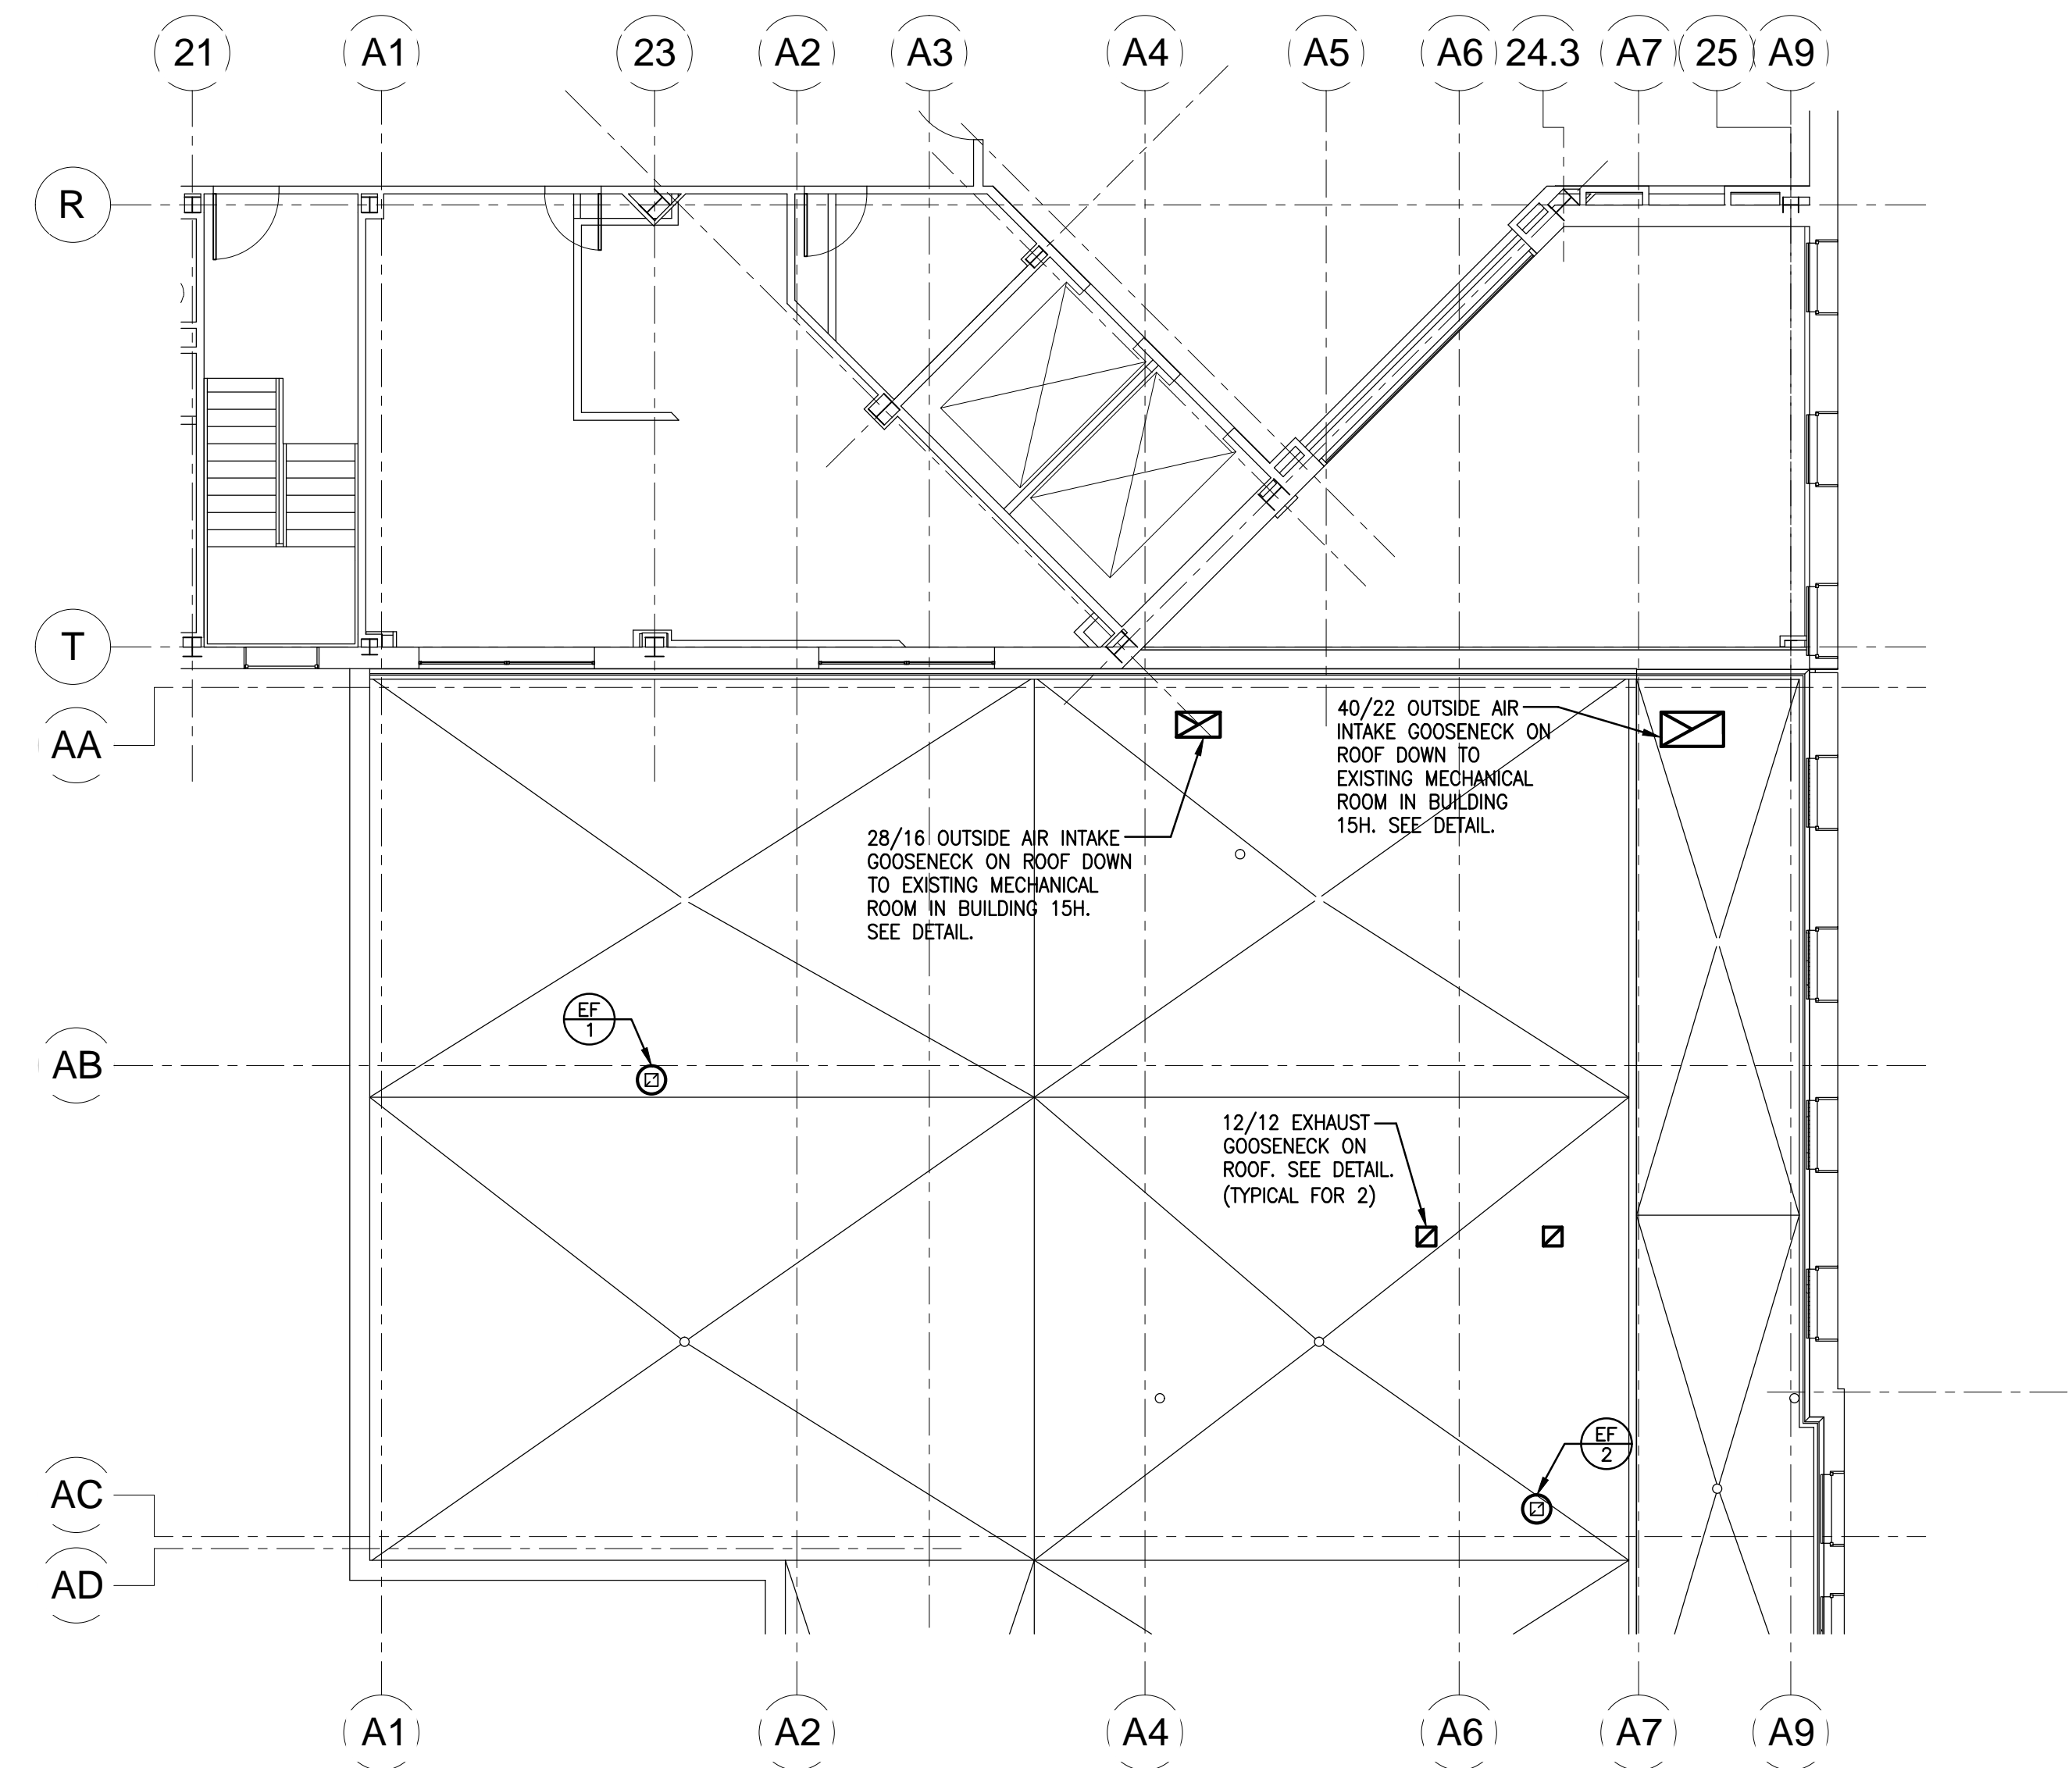 21
A1
23
A2
A3
A4
A5
A6
24.3
A7
25
A9
R
T
AA
40/22 OUTSIDE AIR
INTAKE GOOSENECK ON
ROOF DOWN TO
EXISTING MECHANICAL
ROOM IN BUILDING
15H. SEE DETAIL.
28/16 OUTSIDE AIR INTAKE
GOOSENECK ON ROOF DOWN
TO EXISTING MECHANICAL
ROOM IN BUILDING 15H.
SEE DETAIL.
EF
1
AB
12/12 EXHAUST
GOOSENECK ON
ROOF. SEE DETAIL.
(TYPICAL FOR 2)
EF
2
AC
AD
A1
A2
A4
A6
A7
A9